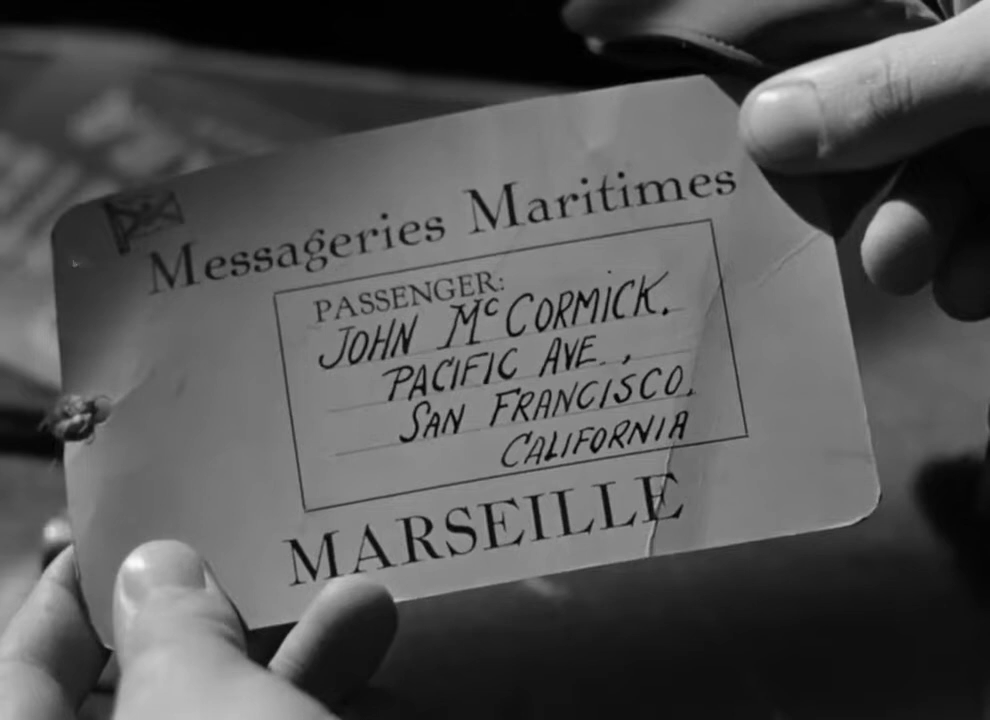 Messageries Maritimes
PASSENGER:
JOHN McCORMICK.
PACIFIC AVE.,
SAN FRANCISCO.
CALIFORNIA
MARSEILLE